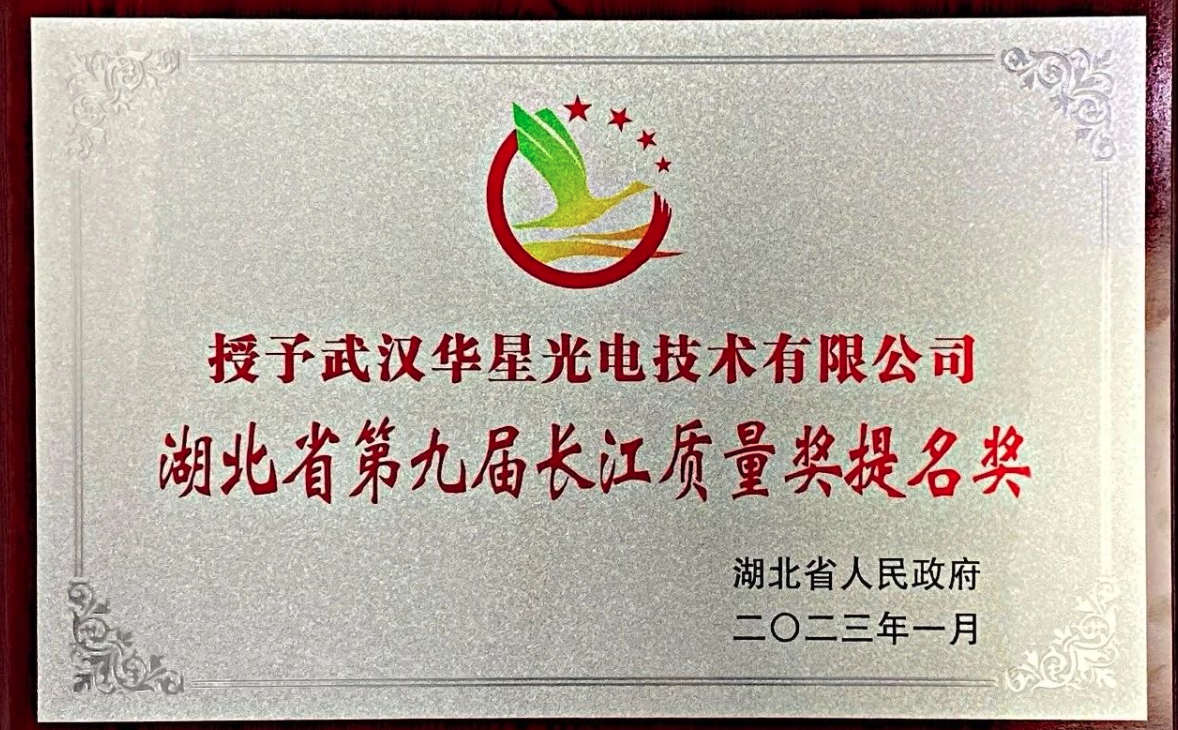 授予武汉华星光电技术有限公司
湖北省第九届长江质量奖提名奖
湖北省人民政府
二〇二三年一月